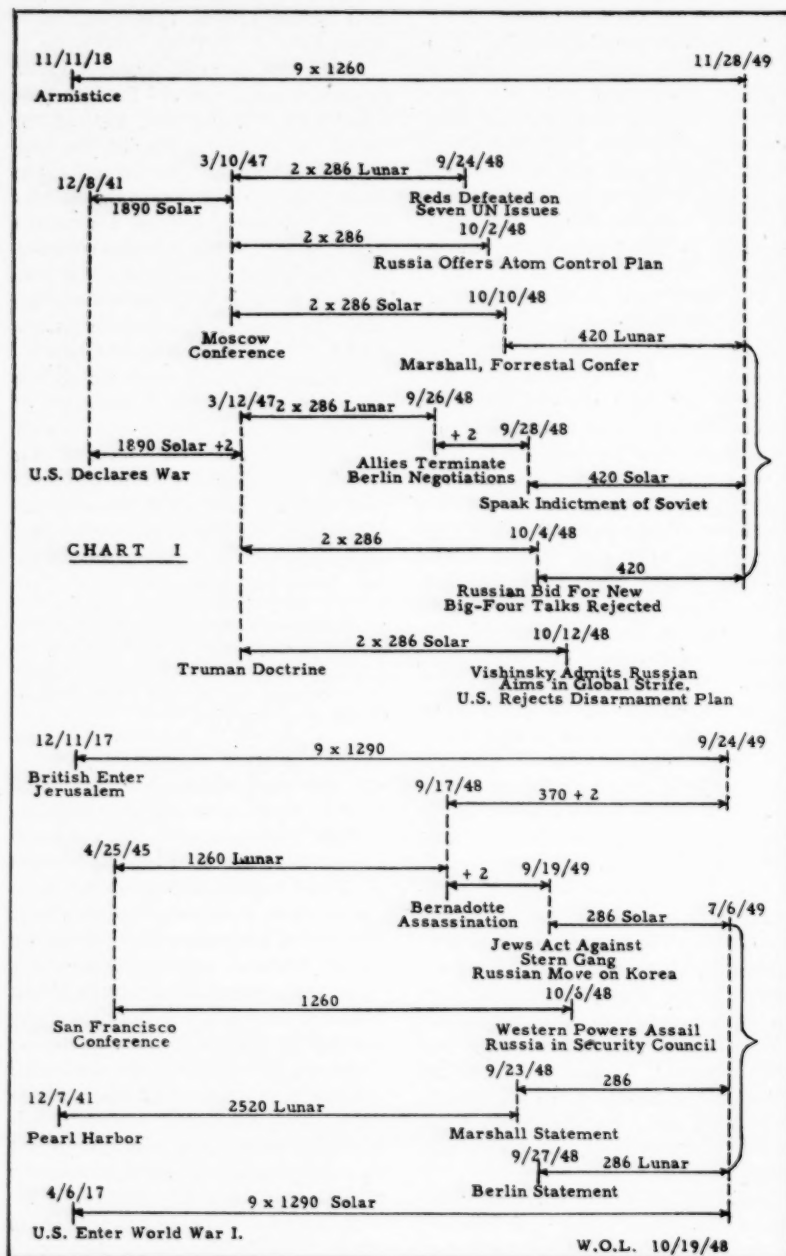 11/11/18 11/28/49
9 x 1260
Armistice
3/10/47 2 x 286 Lunar 9/24/48
12/8/41
1890 Solar
Reds Defeated on
Seven UN Issues
2 x 286 10/2/48
Russia Offers Atom Control Plan
2 x 286 Solar 10/10/48
Moscow
Conference
420 Lunar
Marshall, Forrestal Confer
3/12/47 2 x 286 Lunar 9/26/48
+ 2 9/28/48
1890 Solar +2
U.S. Declares War
Allies Terminate
Berlin Negotiations
420 Solar
Spaak Indictment of Soviet
CHART I
2 x 286 10/4/48
420
Russian Bid For New
Big-Four Talks Rejected
2 x 286 Solar 10/12/48
Truman Doctrine
Vishinsky Admits Russian
Aims in Global Strife.
U.S. Rejects Disarmament Plan
12/11/17 9/24/49
9 x 1290
British Enter
Jerusalem
9/17/48
370 + 2
4/25/45
1260 Lunar
+ 2 9/19/49
Bernadotte
Assassination
286 Solar 7/6/49
Jews Act Against
Stern Gang
Russian Move on Korea
1260 10/6/48
San Francisco
Conference
Western Powers Assail
Russia in Security Council
9/23/48
286
12/7/41
2520 Lunar
Pearl Harbor
Marshall Statement
9/27/48
286 Lunar
Berlin Statement
4/6/17
9 x 1290 Solar
U.S. Enter World War I.
W.O.L. 10/19/48